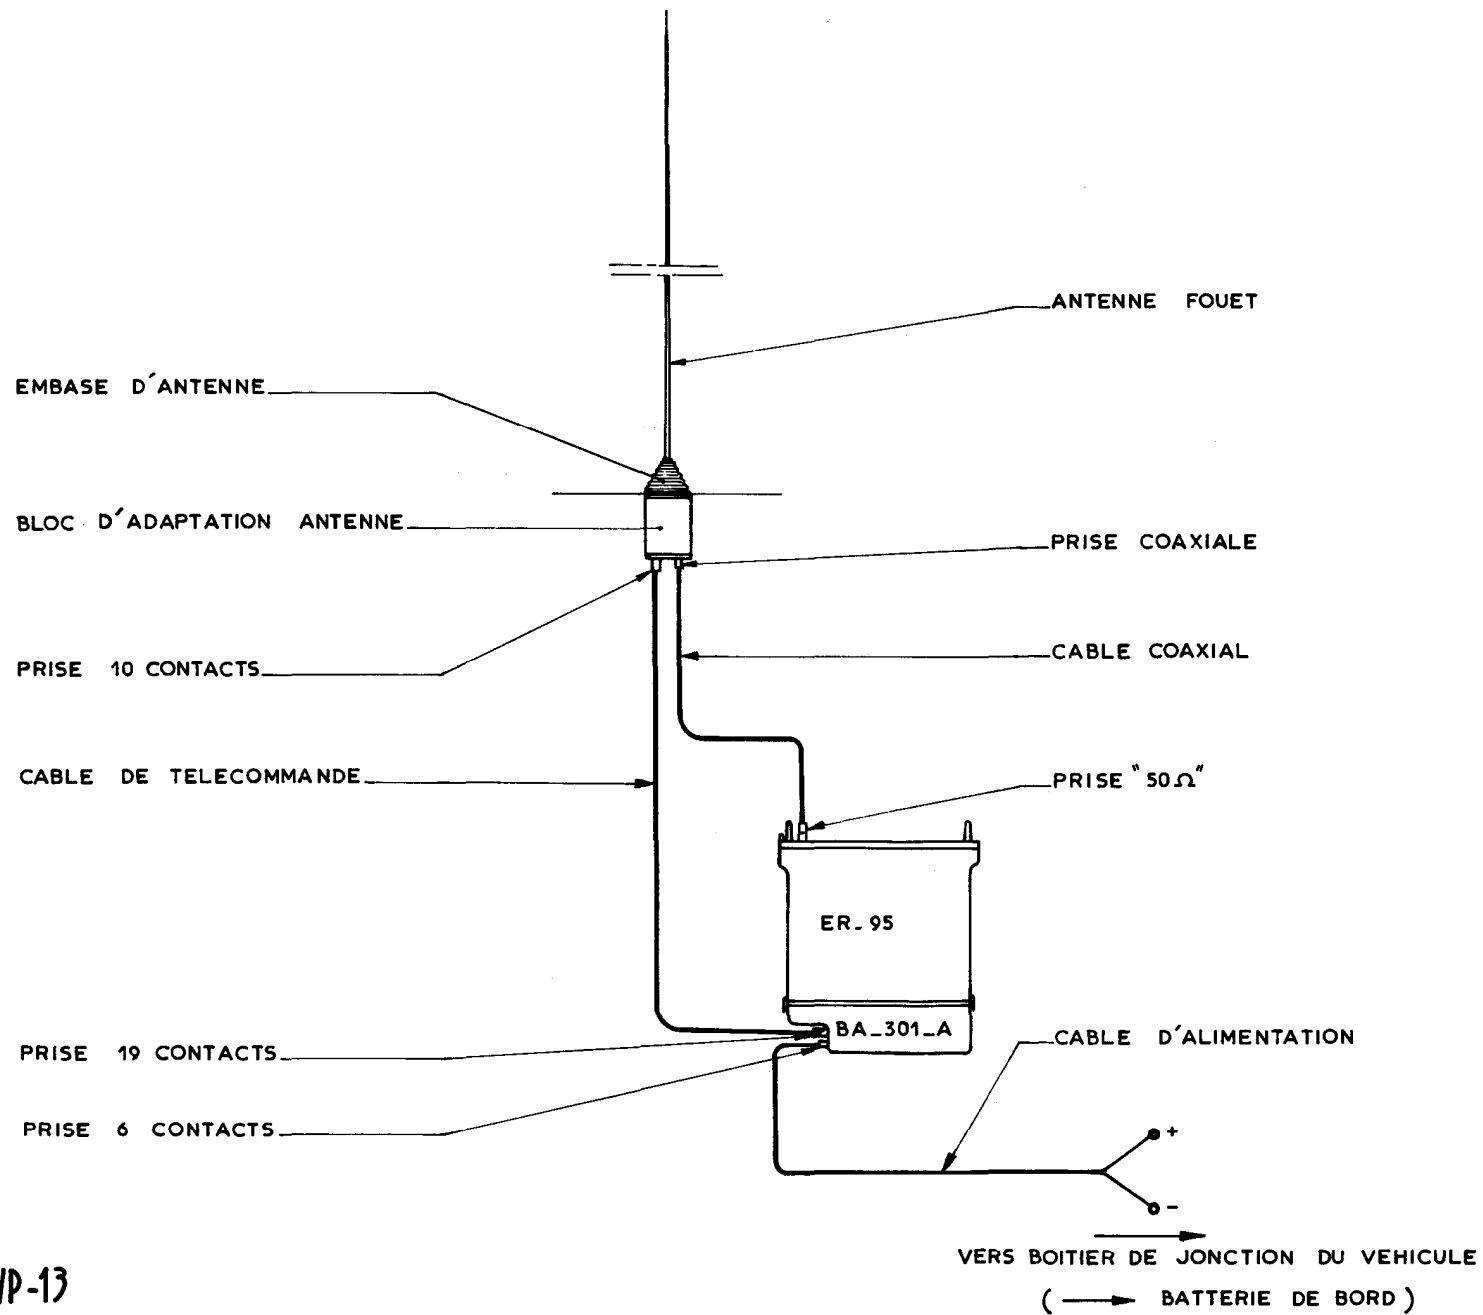 ANTENNE FOUET
EMBASE D'ANTENNE
BLOC D'ADAPTATION ANTENNE
PRISE COAXIALE
PRISE 10 CONTACTS
CABLE COAXIAL
CABLE DE TELECOMMANDE
PRISE "50Ω"
ER-95
BA_301_A
PRISE 19 CONTACTS
CABLE D'ALIMENTATION
PRISE 6 CONTACTS
+
-
VERS BOITIER DE JONCTION DU VEHICULE
( → BATTERIE DE BORD )
P-13